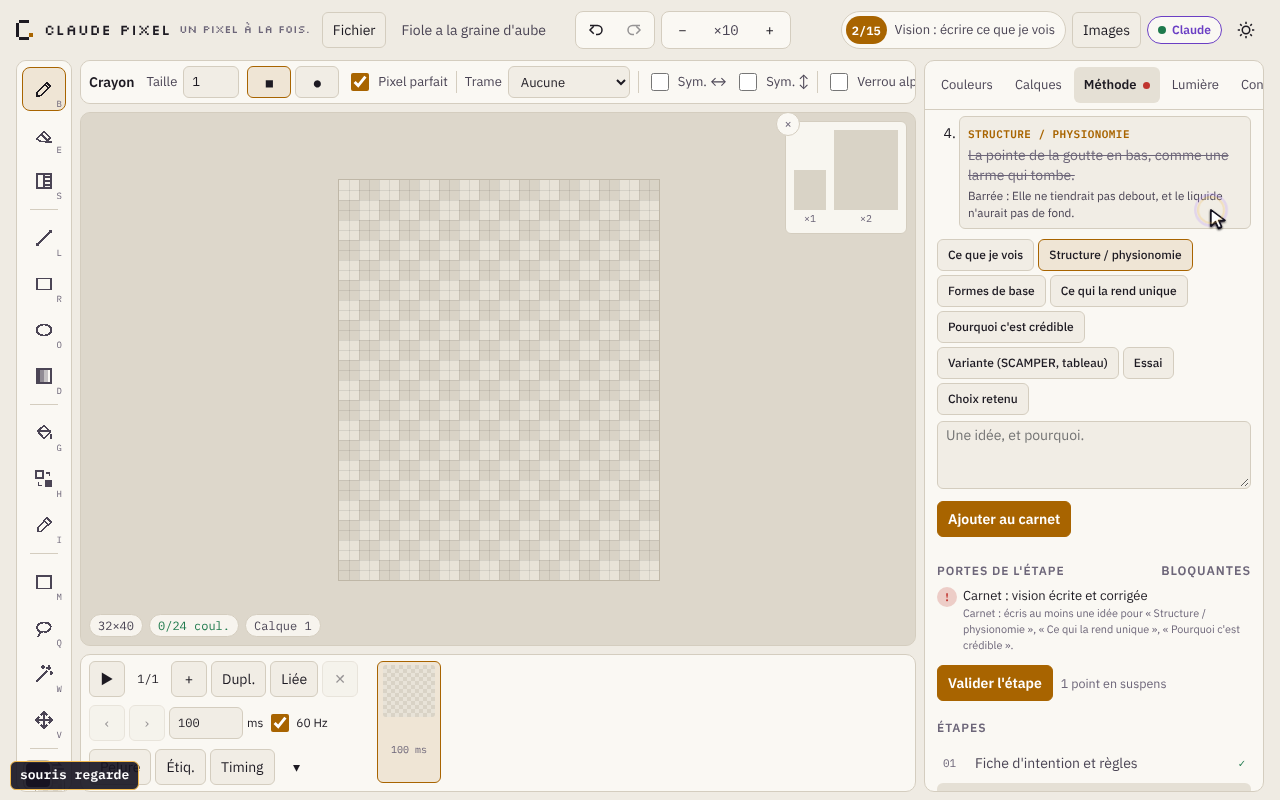 CLAUDE PIXEL UN PIXEL À LA FOIS. Fichier Fiole a la graine d'aube − ×10 + 2/15 Vision : écrire ce que je vois Images Claude
Crayon Taille 1 Pixel parfait Trame Aucune Sym. ↔ Sym. ↕ Verrou alp
Couleurs Calques Méthode Lumière Con
B
E
S
L
R
O
D
G
H
I
M
Q
W
V
×
×1 ×2
32×40 0/24 coul. Calque 1
1/1 + Dupl. Liée ×
‹ › 100 ms 60 Hz
Étiq. Timing ▼
100 ms
souris regarde
4. STRUCTURE / PHYSIONOMIE
La pointe de la goutte en bas, comme une
larme qui tombe.
Barrée : Elle ne tiendrait pas debout, et le liquide
n'aurait pas de fond.
Ce que je vois Structure / physionomie
Formes de base Ce qui la rend unique
Pourquoi c'est crédible
Variante (SCAMPER, tableau) Essai
Choix retenu
Une idée, et pourquoi.
Ajouter au carnet
PORTES DE L'ÉTAPE BLOQUANTES
! Carnet : vision écrite et corrigée
Carnet : écris au moins une idée pour « Structure /
physionomie », « Ce qui la rend unique », « Pourquoi c'est
crédible ».
Valider l'étape 1 point en suspens
ÉTAPES
01 Fiche d'intention et règles ✓